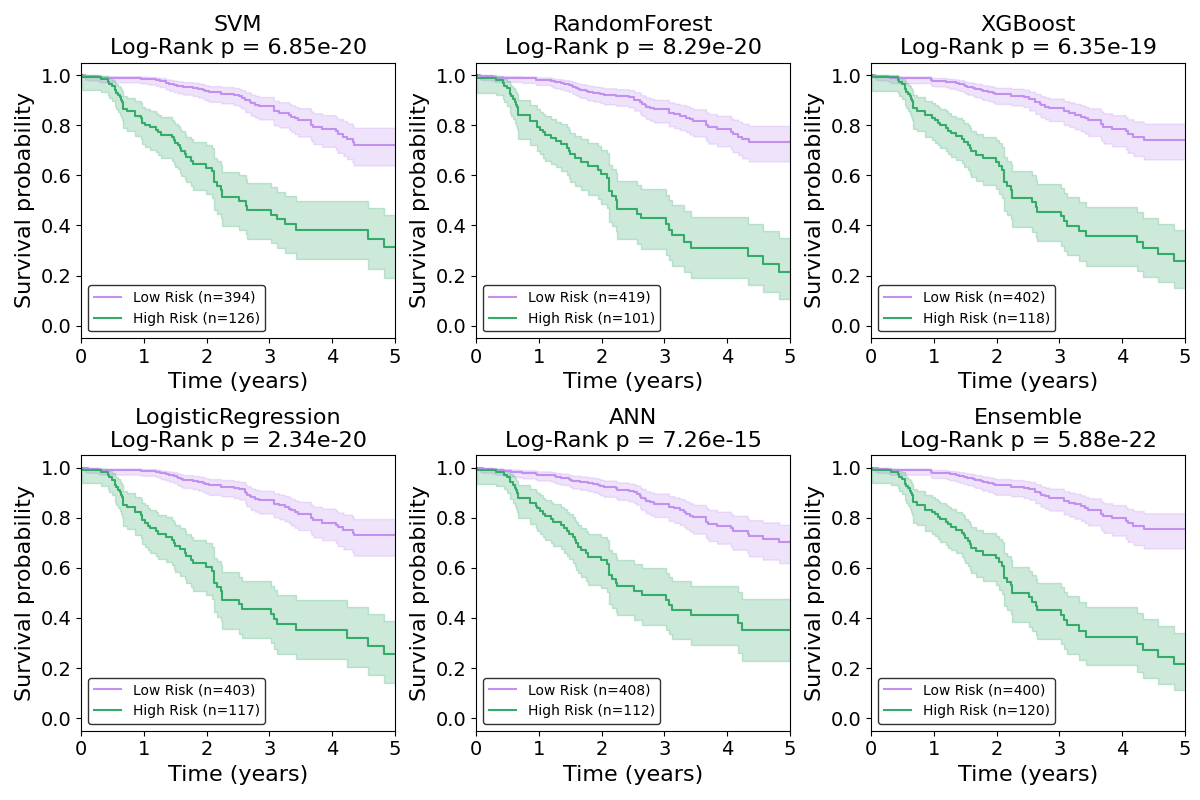 SVM
Log-Rank p = 6.85e-20
Survival probability
1.0
0.8
0.6
0.4
0.2
0.0
Low Risk (n=394)
High Risk (n=126)
0 1 2 3 4 5
Time (years)
RandomForest
Log-Rank p = 8.29e-20
Survival probability
1.0
0.8
0.6
0.4
0.2
0.0
Low Risk (n=419)
High Risk (n=101)
0 1 2 3 4 5
Time (years)
XGBoost
Log-Rank p = 6.35e-19
Survival probability
1.0
0.8
0.6
0.4
0.2
0.0
Low Risk (n=402)
High Risk (n=118)
0 1 2 3 4 5
Time (years)
LogisticRegression
Log-Rank p = 2.34e-20
Survival probability
1.0
0.8
0.6
0.4
0.2
0.0
Low Risk (n=403)
High Risk (n=117)
0 1 2 3 4 5
Time (years)
ANN
Log-Rank p = 7.26e-15
Survival probability
1.0
0.8
0.6
0.4
0.2
0.0
Low Risk (n=408)
High Risk (n=112)
0 1 2 3 4 5
Time (years)
Ensemble
Log-Rank p = 5.88e-22
Survival probability
1.0
0.8
0.6
0.4
0.2
0.0
Low Risk (n=400)
High Risk (n=120)
0 1 2 3 4 5
Time (years)